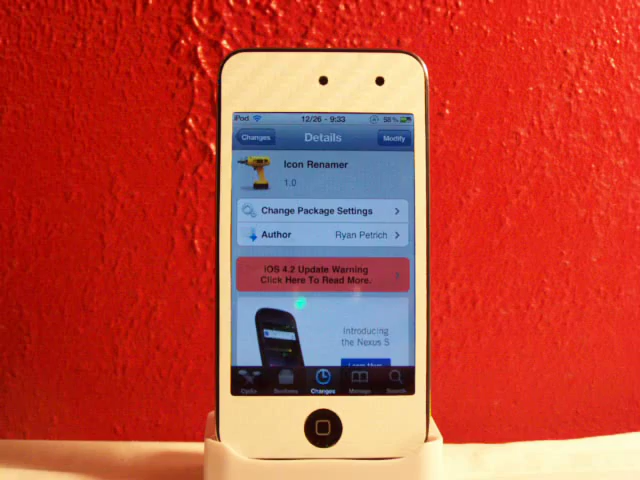 iPod 12/26 - 9:33 58%
Changes Details Modify
Icon Renamer
1.0
Change Package Settings
Author Ryan Petrich
iOS 4.2 Update Warning
Click Here To Read More.
Introducing
the Nexus S
Learn More
Cydia Sections Changes Manage Search